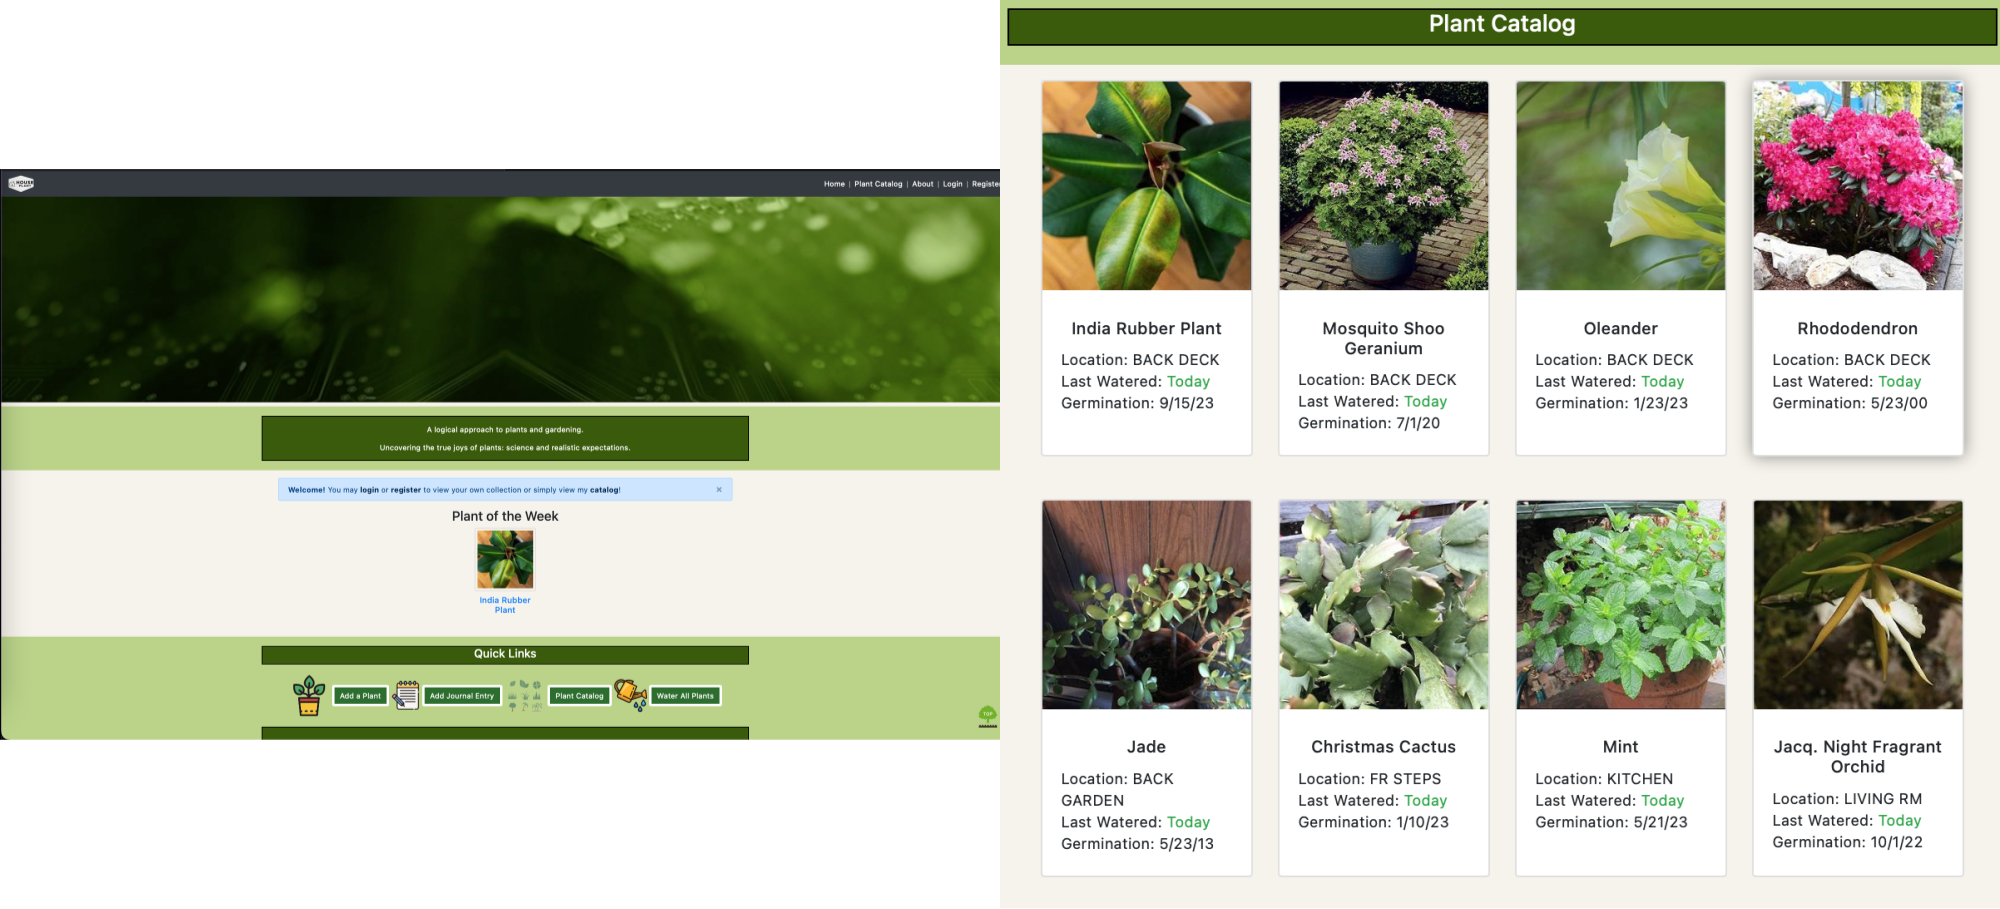 HOUSE
PLANT
Home | Plant Catalog | About | Login | Register
A logical approach to plants and gardening.
Uncovering the true joys of plants: science and realistic expectations.
Welcome! You may login or register to view your own collection or simply view my catalog!
×
Plant of the Week
India Rubber
Plant
Quick Links
Add a Plant
Add Journal Entry
Plant Catalog
Water All Plants
TOP
Plant Catalog
India Rubber Plant
Location: BACK DECK
Last Watered: Today
Germination: 9/15/23
Mosquito Shoo
Geranium
Location: BACK DECK
Last Watered: Today
Germination: 7/1/20
Oleander
Location: BACK DECK
Last Watered: Today
Germination: 1/23/23
Rhododendron
Location: BACK DECK
Last Watered: Today
Germination: 5/23/00
Jade
Location: BACK
GARDEN
Last Watered: Today
Germination: 5/23/13
Christmas Cactus
Location: FR STEPS
Last Watered: Today
Germination: 1/10/23
Mint
Location: KITCHEN
Last Watered: Today
Germination: 5/21/23
Jacq. Night Fragrant
Orchid
Location: LIVING RM
Last Watered: Today
Germination: 10/1/22